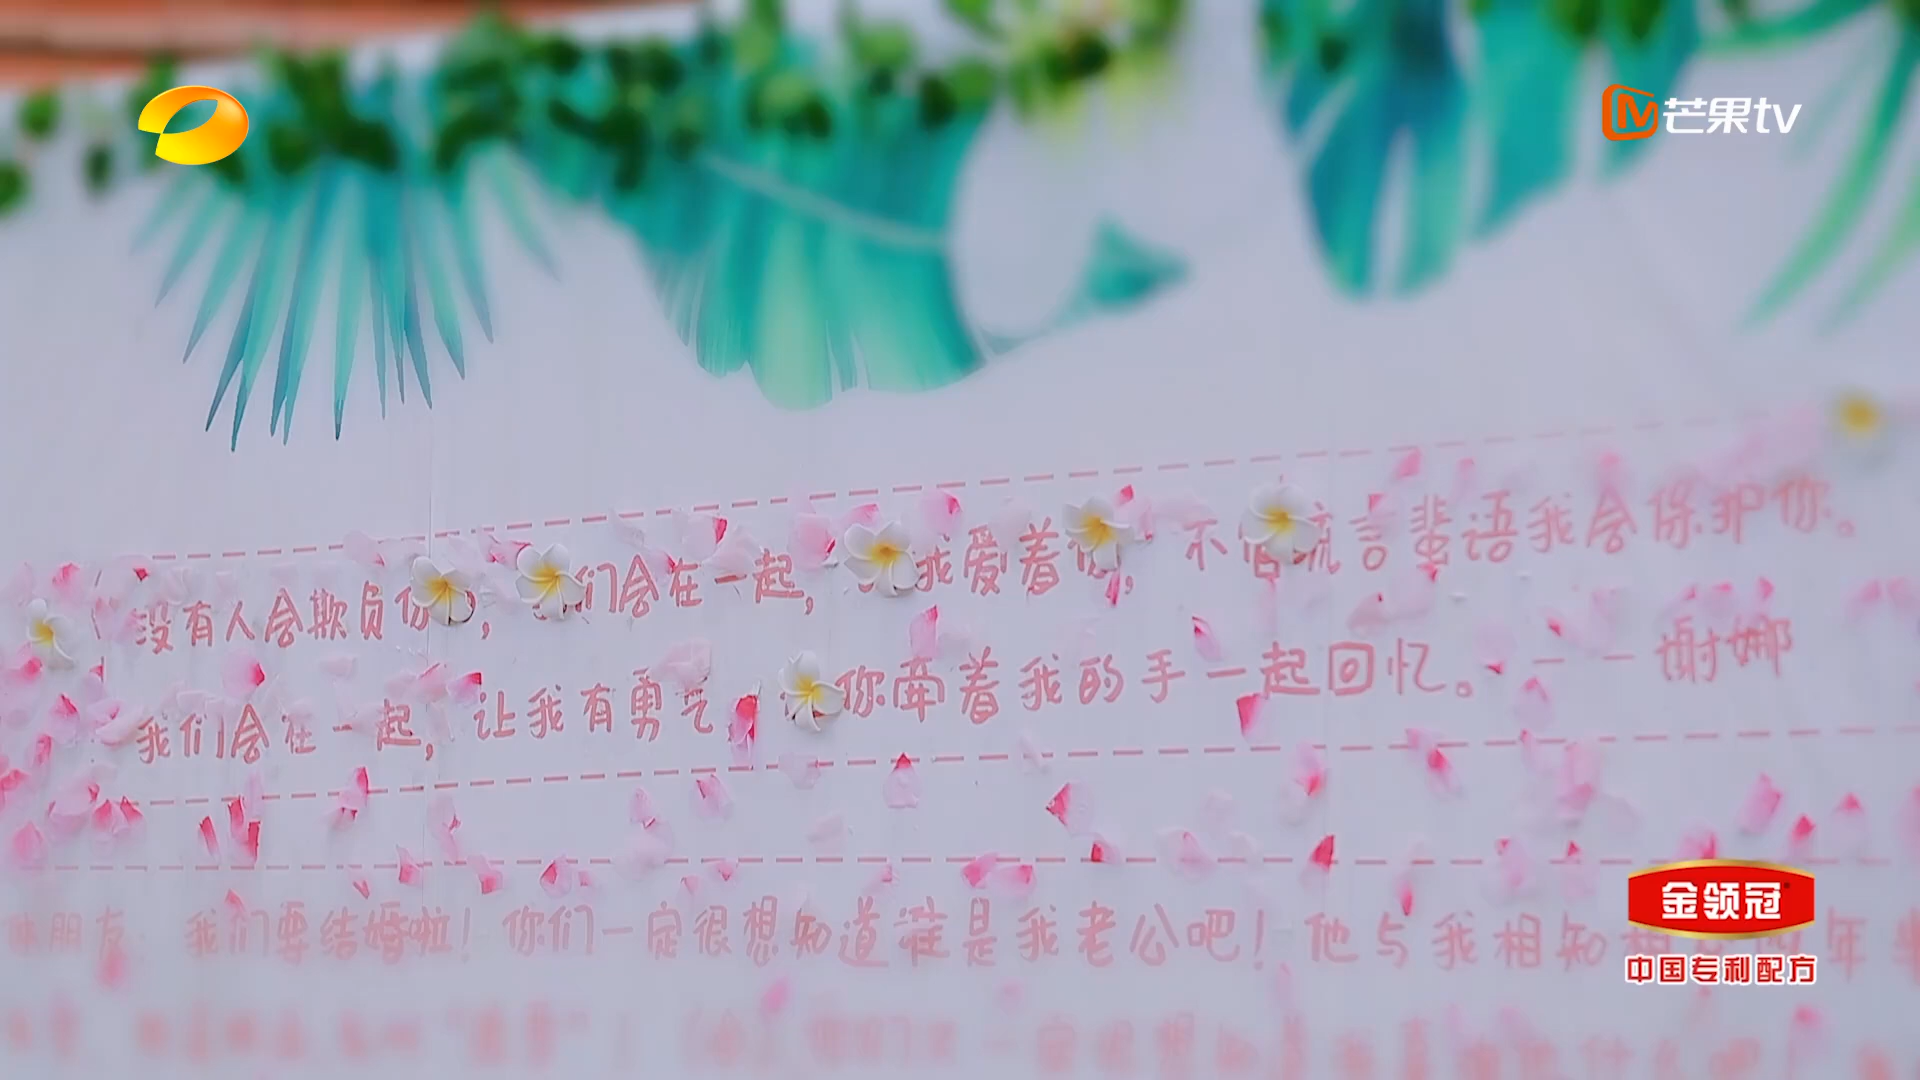 芒果tv
没有人会欺负你, 们会在一起, 我爱着你, 不信流言蜚语我会保护你。
我们会在一起, 让我有勇气 你牵着我的手一起回忆。 ——谢娜
朋友: 我们要结婚啦! 你们一定很想知道谁是我老公吧! 他与我相知相 年
金领冠
中国专利配方